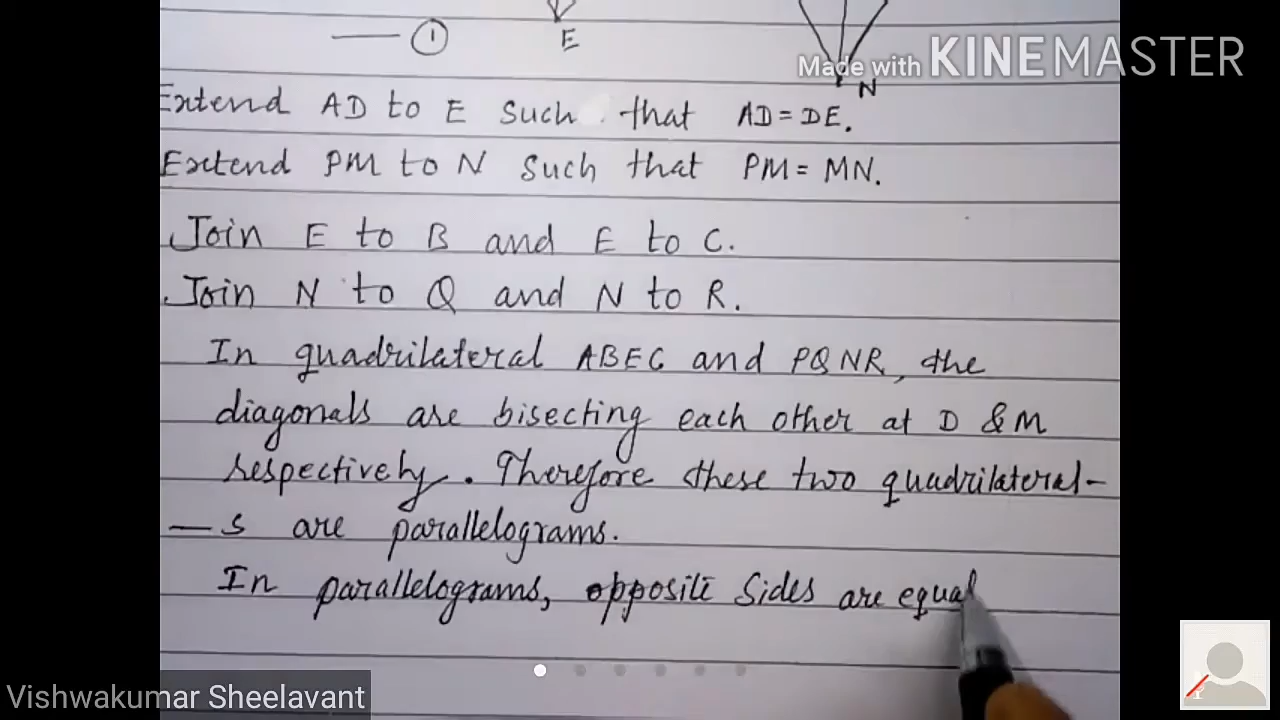 ① E
Made with KINEMASTER
N
Extend AD to E Such that AD = DE.
Extend PM to N Such that PM = MN.
Join E to B and E to C.
Join N to Q and N to R.
In quadrilateral ABEC and PQNR, the
diagonals are bisecting each other at D & M
respectively. Therefore these two quadrilateral-
— s are parallelograms.
In parallelograms, opposite Sides are equal
Vishwakumar Sheelavant